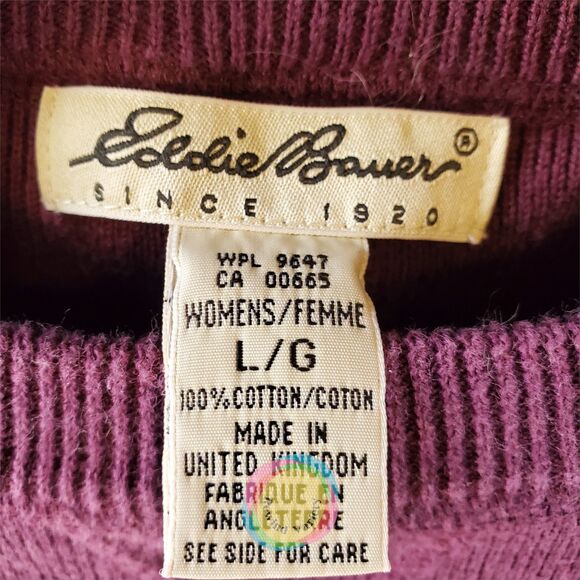 Eddie Bauer®
SINCE 1920
WPL 9647
CA 00665
WOMENS/FEMME
L/G
100% COTTON/COTON
MADE IN
UNITED KINGDOM
FABRIQUE EN
ANGLETERRE
SEE SIDE FOR CARE